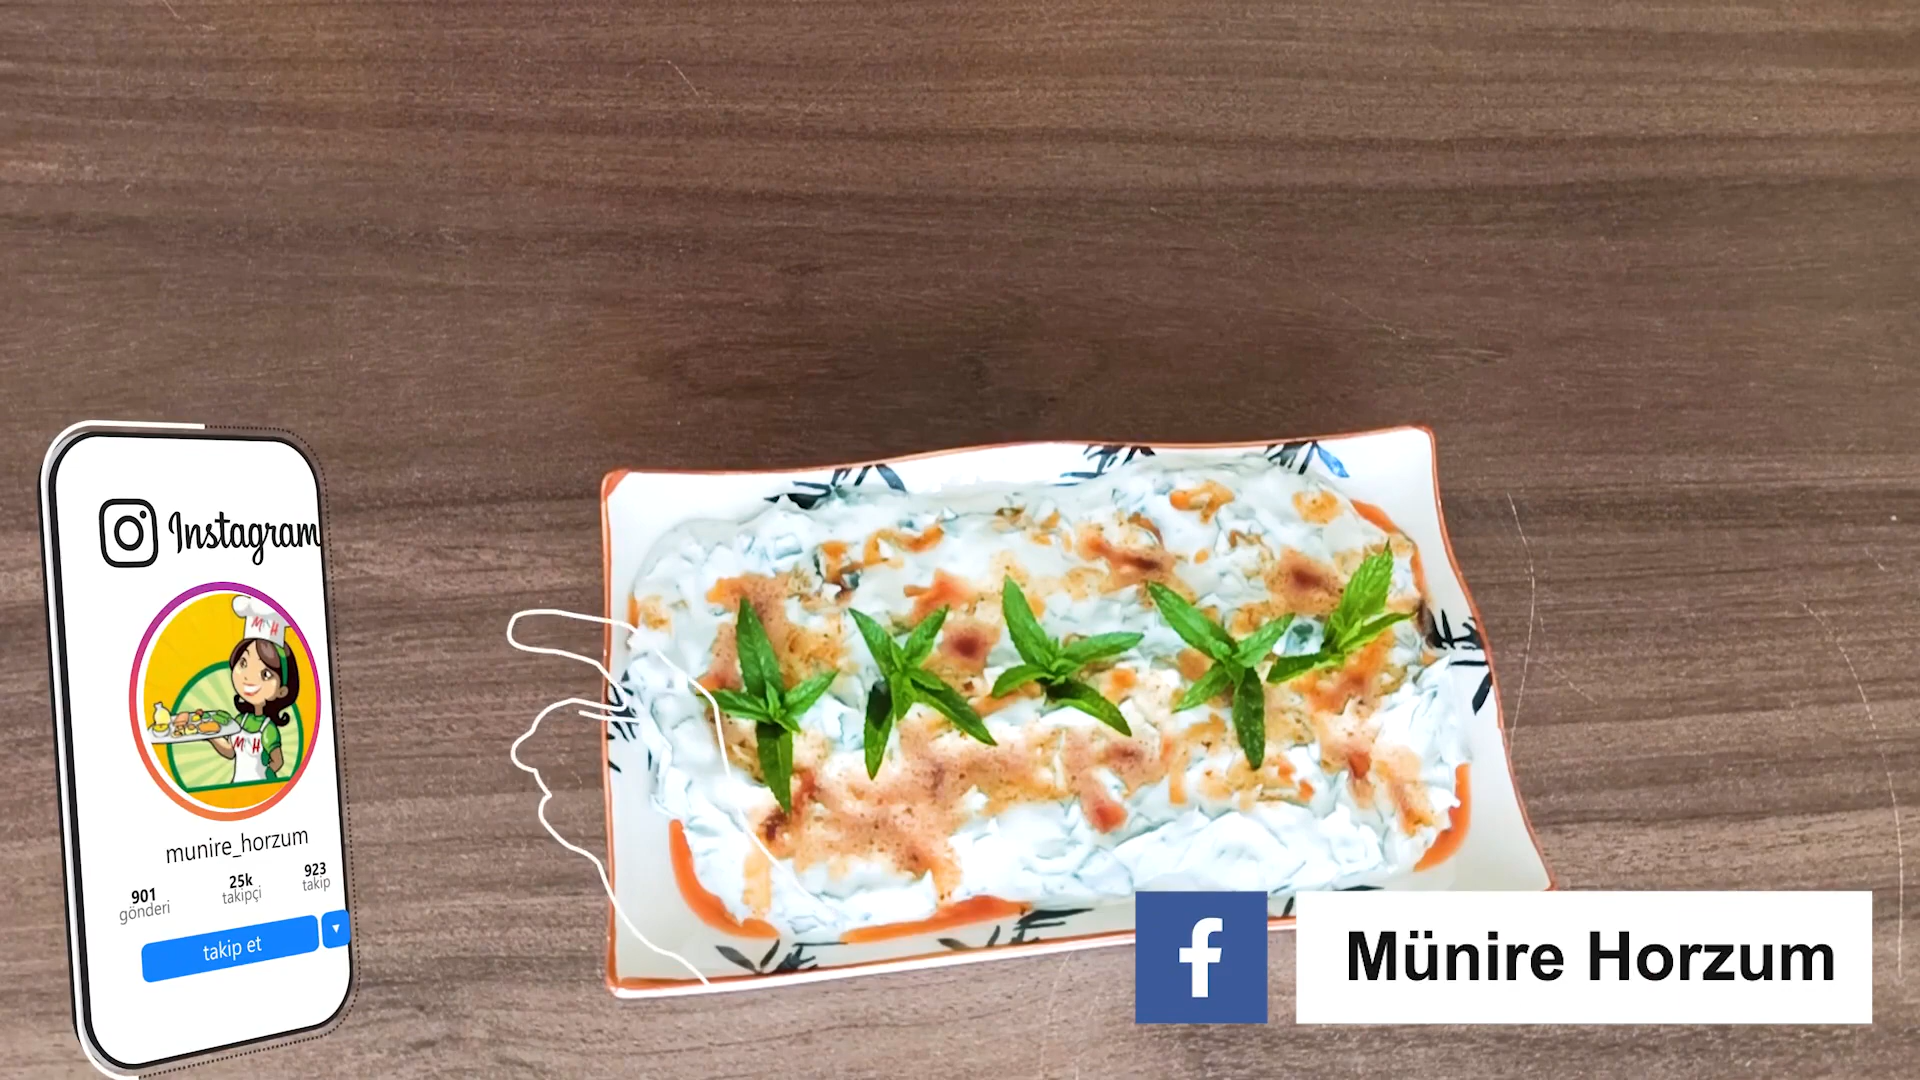 Instagram
M H
M H
munire_horzum
901 25k 923
gönderi takipçi takip
takip et
f Münire Horzum